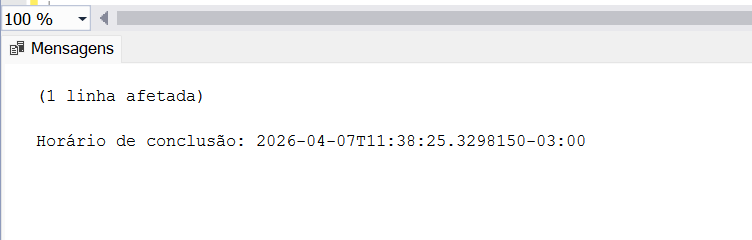 100 %
Mensagens
(1 linha afetada)
Horário de conclusão: 2026-04-07T11:38:25.3298150-03:00